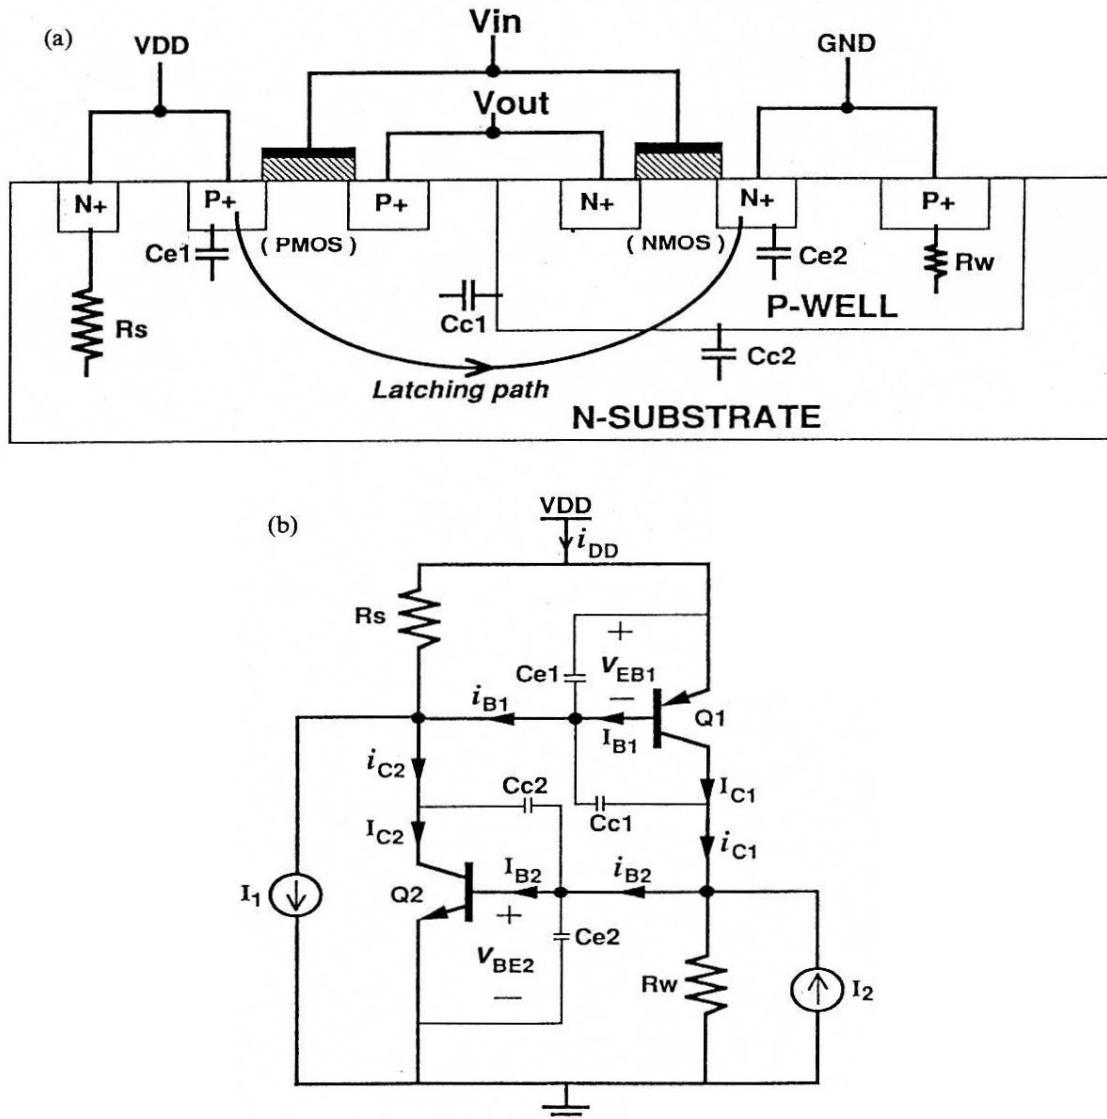 (a)
VDD
Vin
GND
Vout
N+
P+
P+
N+
N+
P+
( PMOS )
( NMOS )
Ce1
Ce2
Rw
Rs
Cc1
P-WELL
Cc2
Latching path
N-SUBSTRATE
(b)
VDD
iDD
Rs
+
Ce1
vEB1
—
iB1
IB1
Q1
iC2
Cc2
IC1
Cc1
IC2
iC1
IB2
iB2
I1
Q2
+
Ce2
vBE2
—
Rw
I2